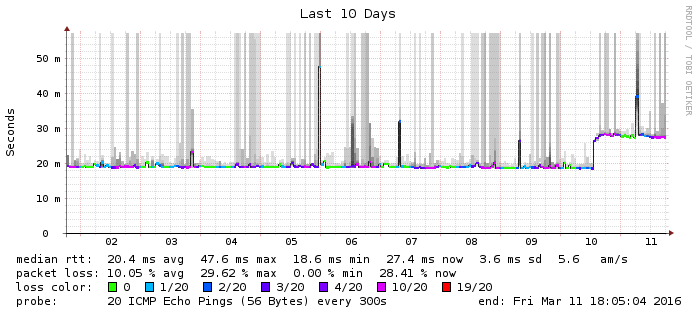 Last 10 Days
RRDTOOL / TOBI OETIKER
Seconds
50 m
40 m
30 m
20 m
10 m
0
02 03 04 05 06 07 08 09 10 11
median rtt: 20.4 ms avg 47.6 ms max 18.6 ms min 27.4 ms now 3.6 ms sd 5.6 am/s
packet loss: 10.05 % avg 29.62 % max 0.00 % min 28.41 % now
loss color: 0 1/20 2/20 3/20 4/20 10/20 19/20
probe: 20 ICMP Echo Pings (56 Bytes) every 300s end: Fri Mar 11 18:05:04 2016